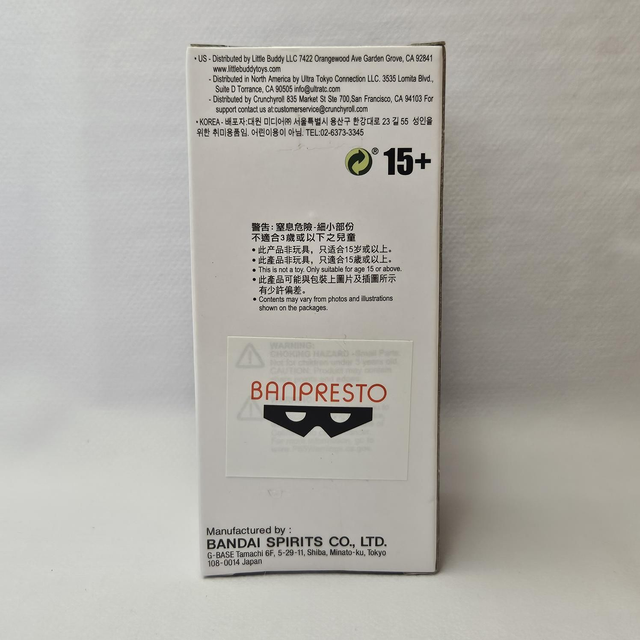 • US - Distributed by Little Buddy LLC 7422 Orangewood Ave Garden Grove, CA 92841
www.littlebuddytoys.com
- Distributed in North America by Ultra Tokyo Connection LLC. 3535 Lomita Blvd.,
Suite D Torrance, CA 90505 info@ultratc.com
- Distributed by Crunchyroll 835 Market St Ste 700,San Francisco, CA 94103 For
support contact us at:customerservice@crunchyroll.com
• KOREA - 배포자:대원 미디어㈜ 서울특별시 용산구 한강대로 23 길 55 성인을
위한 취미용품임. 어린이용이 아님. TEL:02-6373-3345
® 15+
警告: 窒息危險 -細小部份
不適合3歲或以下之兒童
• 此产品非玩具，只适合15岁或以上。
• 此產品非玩具，只適合15歲或以上。
• This is not a toy. Only suitable for age 15 or above.
• 此產品可能與包裝上圖片及插圖所示
有少許偏差。
• Contents may vary from photos and illustrations
shown on the packages.
WARNING:
CHOKING HAZARD -Small Parts
BANPRESTO
Manufactured by :
BANDAI SPIRITS CO., LTD.
G-BASE Tamachi 6F, 5-29-11, Shiba, Minato-ku, Tokyo
108-0014 Japan